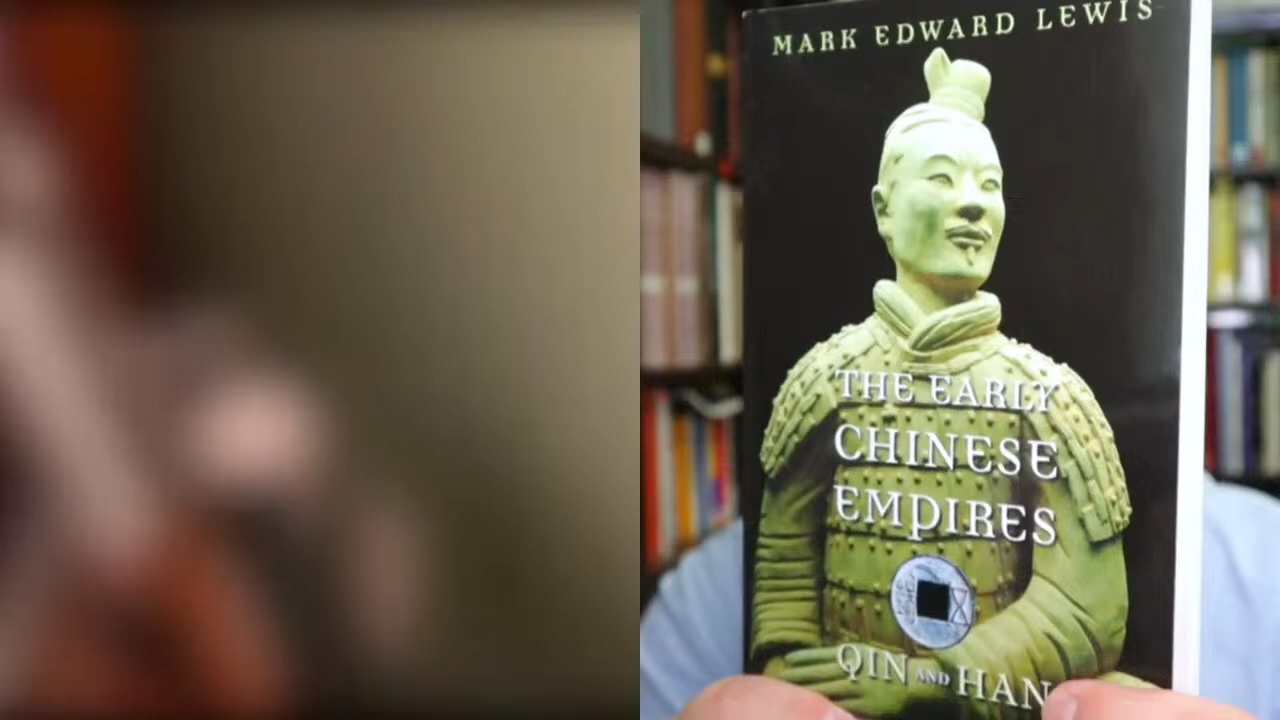 MARK EDWARD LEWIS
THE EARLY
CHINESE
EMPIRES
QIN AND HAN